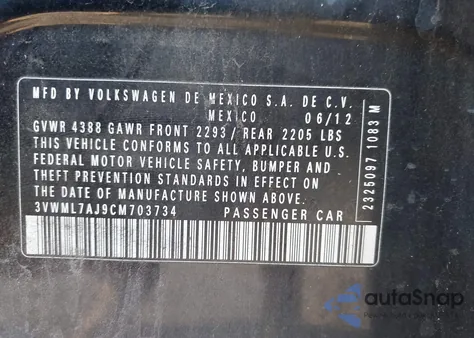 MFD BY VOLKSWAGEN DE MEXICO S.A. DE C.V.
MEXICO 06/12
GVWR 4388 GAWR FRONT 2293 / REAR 2205 LBS
THIS VEHICLE CONFORMS TO ALL APPLICABLE U.S.
FEDERAL MOTOR VEHICLE SAFETY, BUMPER AND
THEFT PREVENTION STANDARDS IN EFFECT ON
THE DATE OF MANUFACTURE SHOWN ABOVE.
3VWML7AJ9CM703734 PASSENGER CAR
2325097 1083 M
autoSnap